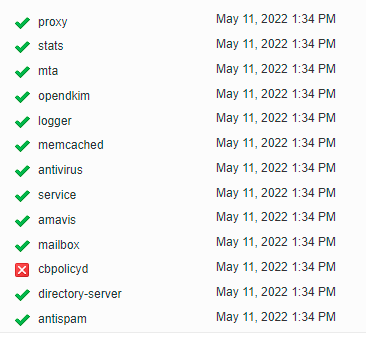 proxy May 11, 2022 1:34 PM
stats May 11, 2022 1:34 PM
mta May 11, 2022 1:34 PM
opendkim May 11, 2022 1:34 PM
logger May 11, 2022 1:34 PM
memcached May 11, 2022 1:34 PM
antivirus May 11, 2022 1:34 PM
service May 11, 2022 1:34 PM
amavis May 11, 2022 1:34 PM
mailbox May 11, 2022 1:34 PM
cbpolicyd May 11, 2022 1:34 PM
directory-server May 11, 2022 1:34 PM
antispam May 11, 2022 1:34 PM